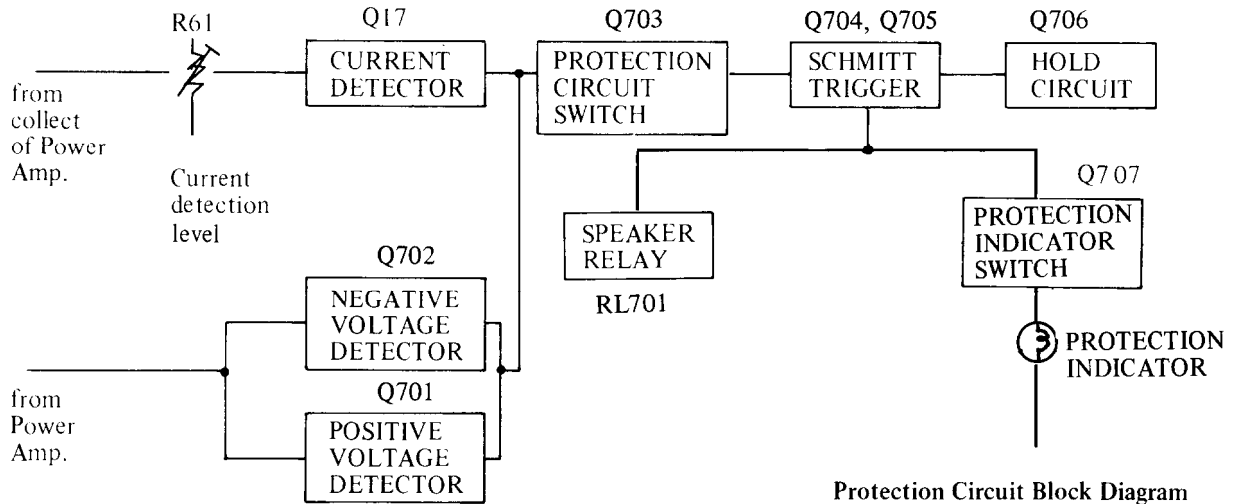 R61
Q17
Q703
Q704, Q705
Q706
from
collect
of Power
Amp.
Current
detection
level
CURRENT
DETECTOR
PROTECTION
CIRCUIT
SWITCH
SCHMITT
TRIGGER
HOLD
CIRCUIT
Q707
PROTECTION
INDICATOR
SWITCH
SPEAKER
RELAY
RL701
PROTECTION
INDICATOR
Q702
NEGATIVE
VOLTAGE
DETECTOR
from
Power
Amp.
Q701
POSITIVE
VOLTAGE
DETECTOR
Protection Circuit Block Diagram